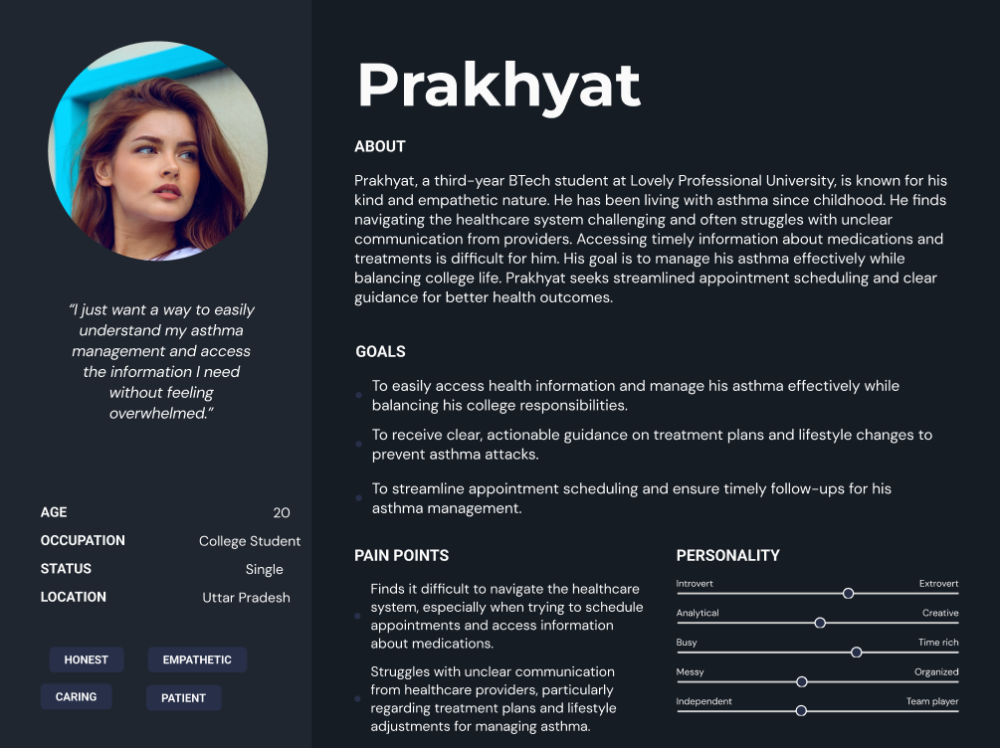 Prakhyat
ABOUT
Prakhyat, a third-year BTech student at Lovely Professional University, is known for his
kind and empathetic nature. He has been living with asthma since childhood. He finds
navigating the healthcare system challenging and often struggles with unclear
communication from providers. Accessing timely information about medications and
treatments is difficult for him. His goal is to manage his asthma effectively while
balancing college life. Prakhyat seeks streamlined appointment scheduling and clear
guidance for better health outcomes.
“I just want a way to easily
understand my asthma
management and access
the information I need
without feeling
overwhelmed.”
AGE 20
OCCUPATION College Student
STATUS Single
LOCATION Uttar Pradesh
HONEST EMPATHETIC
CARING PATIENT
GOALS
To easily access health information and manage his asthma effectively while
balancing his college responsibilities.
To receive clear, actionable guidance on treatment plans and lifestyle changes to
prevent asthma attacks.
To streamline appointment scheduling and ensure timely follow-ups for his
asthma management.
PAIN POINTS
Finds it difficult to navigate the healthcare
system, especially when trying to schedule
appointments and access information
about medications.
Struggles with unclear communication
from healthcare providers, particularly
regarding treatment plans and lifestyle
adjustments for managing asthma.
PERSONALITY
Introvert Extrovert
Analytical Creative
Busy Time rich
Messy Organized
Independent Team player